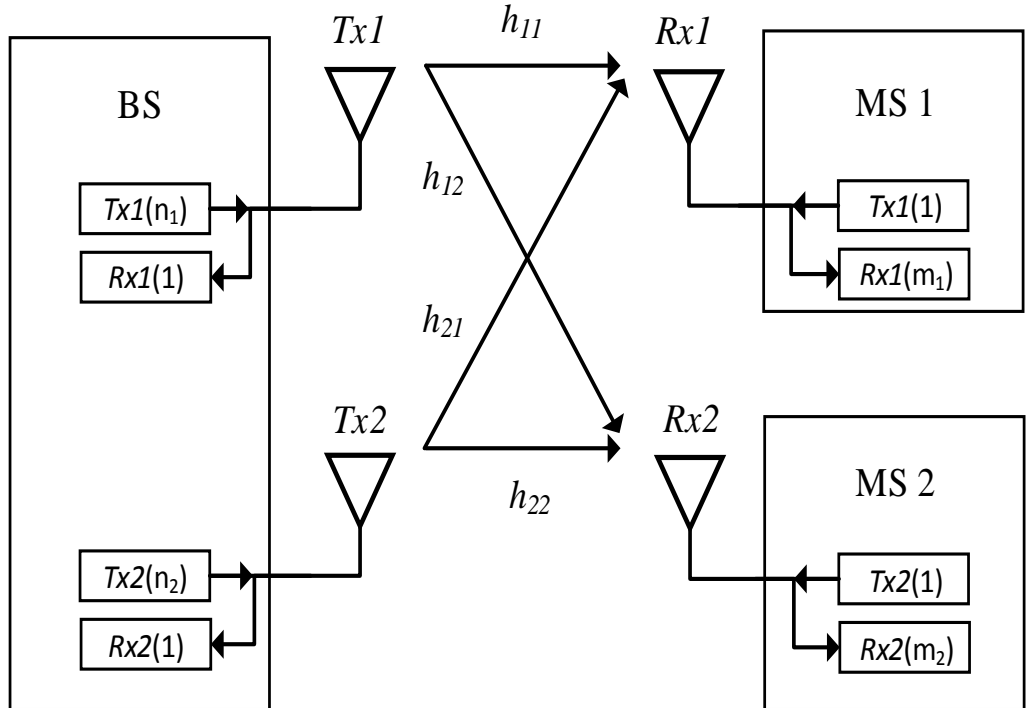 Tx1
h11
Rx1
BS
MS 1
h12
Tx1(n1)
Tx1(1)
Rx1(1)
Rx1(m1)
h21
Tx2
Rx2
MS 2
h22
Tx2(n2)
Tx2(1)
Rx2(1)
Rx2(m2)